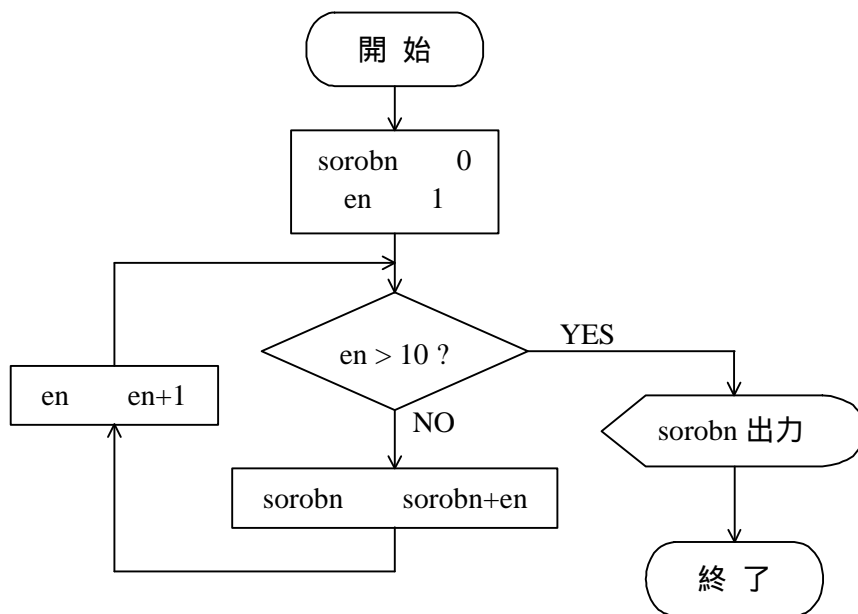 開 始
sorobn 0
en 1
en > 10 ?
YES
NO
en en+1
sorobn sorobn+en
sorobn 出力
終 了